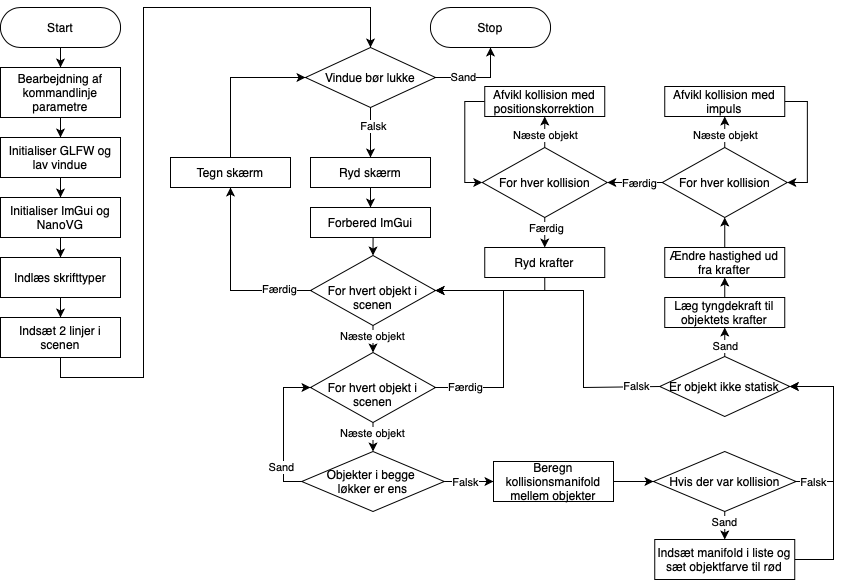 Start
Bearbejdning af
kommandlinje
parametre
Initialiser GLFW og
lav vindue
Initialiser ImGui og
NanoVG
Indlæs skrifttyper
Indsæt 2 linjer i
scenen
Stop
Vindue bør lukke
Sand
Falsk
Tegn skærm
Ryd skærm
Forbered ImGui
For hvert objekt i
scenen
Færdig
Næste objekt
For hvert objekt i
scenen
Færdig
Næste objekt
Sand
Objekter i begge
løkker er ens
Falsk
Beregn
kollisionsmanifold
mellem objekter
Hvis der var kollision
Falsk
Sand
Indsæt manifold i liste og
sæt objektfarve til rød
Er objekt ikke statisk
Falsk
Sand
Læg tyngdekraft til
objektets krafter
Ændre hastighed ud
fra krafter
For hver kollision
Næste objekt
Afvikl kollision med
impuls
Færdig
For hver kollision
Næste objekt
Afvikl kollision med
positionskorrektion
Færdig
Ryd krafter